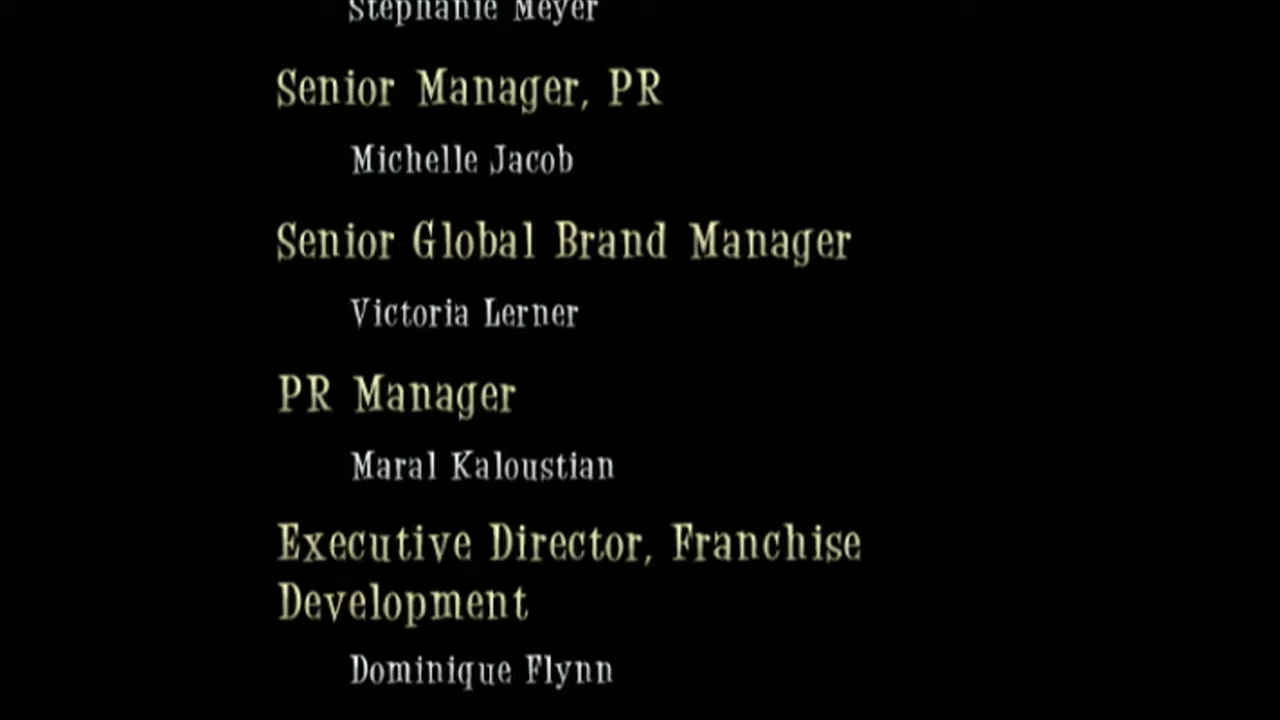 Stephanie Meyer
Senior Manager, PR
Michelle Jacob
Senior Global Brand Manager
Victoria Lerner
PR Manager
Maral Kaloustian
Executive Director, Franchise
Development
Dominique Flynn